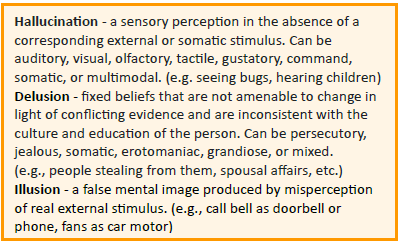 Hallucination - a sensory perception in the absence of a
corresponding external or somatic stimulus. Can be
auditory, visual, olfactory, tactile, gustatory, command,
somatic, or multimodal. (e.g. seeing bugs, hearing children)
Delusion - fixed beliefs that are not amenable to change in
light of conflicting evidence and are inconsistent with the
culture and education of the person. Can be persecutory,
jealous, somatic, erotomaniac, grandiose, or mixed.
(e.g., people stealing from them, spousal affairs, etc.)
Illusion - a false mental image produced by misperception
of real external stimulus. (e.g., call bell as doorbell or
phone, fans as car motor)